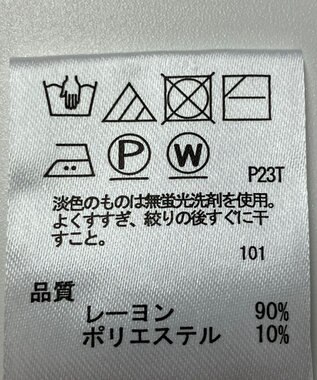 P W
P23T
淡色のものは無蛍光洗剤を使用。
よくすすぎ、絞りの後すぐに干
すこと。
101
品質
レーヨン 90%
ポリエステル 10%